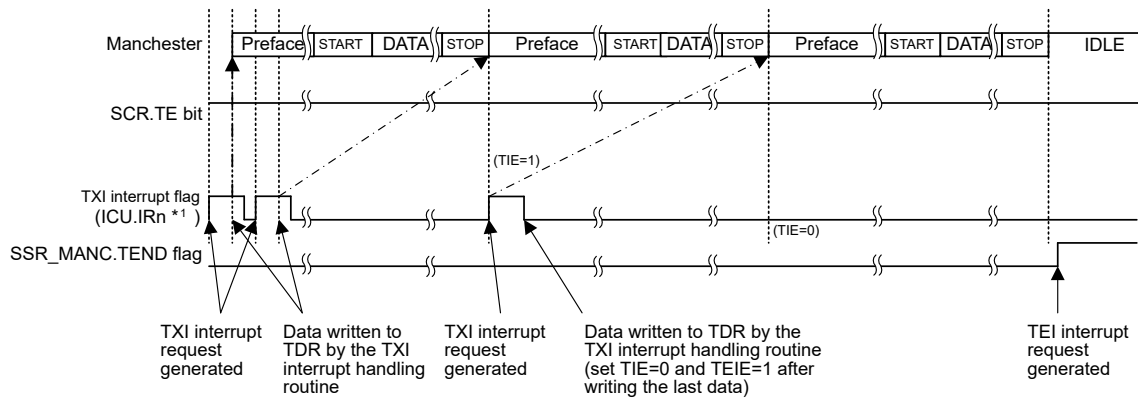 Manchester
Preface
START
DATA
STOP
Preface
START
DATA
STOP
Preface
START
DATA
STOP
IDLE
SCR.TE bit
(TIE=1)
TXI interrupt flag
(ICU.IRn *1 )
(TIE=0)
SSR_MANC.TEND flag
TXI interrupt
request
generated
Data written to
TDR by the TXI
interrupt handling
routine
TXI interrupt
request
generated
Data written to TDR by the
TXI interrupt handling routine
(set TIE=0 and TEIE=1 after
writing the last data)
TEI interrupt
request
generated